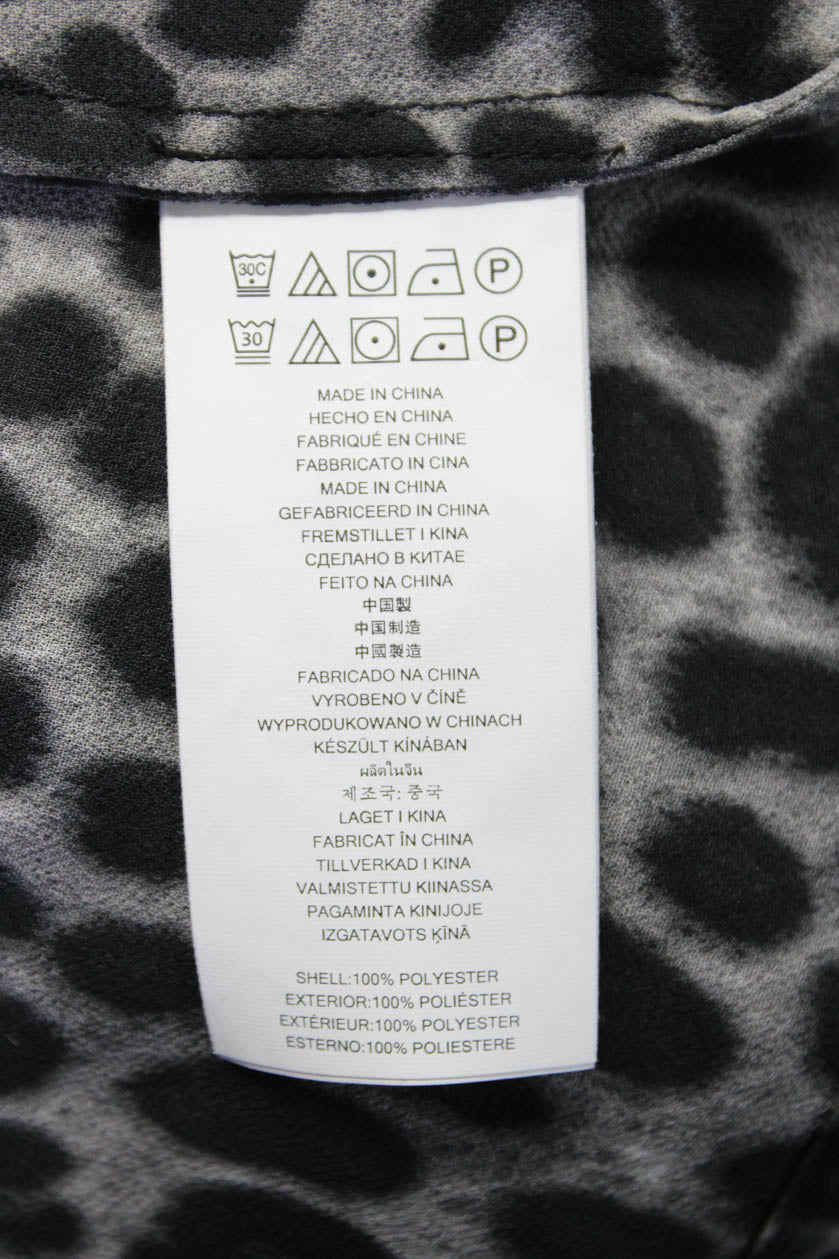 30C P
30 P
MADE IN CHINA
HECHO EN CHINA
FABRIQUÉ EN CHINE
FABBRICATO IN CINA
MADE IN CHINA
GEFABRICEERD IN CHINA
FREMSTILLET I KINA
СДЕЛАНО В КИТАЕ
FEITO NA CHINA
中国製
中国制造
中國製造
FABRICADO NA CHINA
VYROBENO V ČÍNĚ
WYPRODUKOWANO W CHINACH
KÉSZÜLT KÍNÁBAN
ผลิตในจีน
제조국: 중국
LAGET I KINA
FABRICAT ÎN CHINA
TILLVERKAD I KINA
VALMISTETTU KIINASSA
PAGAMINTA KINIJOJE
IZGATAVOTS ĶĪNĀ
SHELL:100% POLYESTER
EXTERIOR:100% POLIÉSTER
EXTÉRIEUR:100% POLYESTER
ESTERNO:100% POLIESTERE